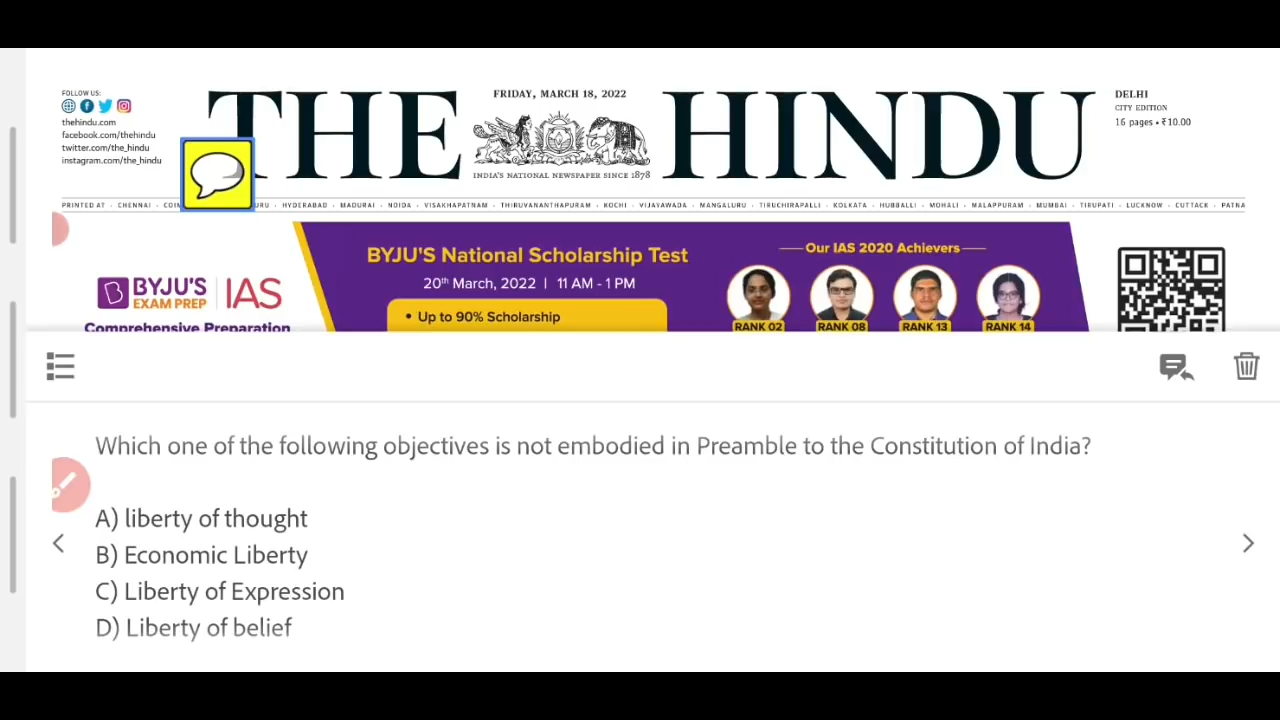 FOLLOW US:
thehindu.com
facebook.com/thehindu
twitter.com/the_hindu
instagram.com/the_hindu
THE HINDU
FRIDAY, MARCH 18, 2022
INDIA'S NATIONAL NEWSPAPER SINCE 1878
DELHI
CITY EDITION
16 pages • ₹10.00
PRINTED AT · CHENNAI · HYDERABAD · MADURAI · NOIDA · VISAKHAPATNAM · THIRUVANANTHAPURAM · KOCHI · VIJAYAWADA · MANGALURU · TIRUCHIRAPALLI · KOLKATA · HUBBALLI · MOHALI · MALAPPURAM · MUMBAI · TIRUPATI · LUCKNOW · CUTTACK · PATNA
BYJU'S
EXAM PREP
IAS
Comprehensive Preparation
BYJU'S National Scholarship Test
20th March, 2022 | 11 AM - 1 PM
• Up to 90% Scholarship
Our IAS 2020 Achievers
RANK 02
RANK 08
RANK 13
RANK 14
Which one of the following objectives is not embodied in Preamble to the Constitution of India?
A) liberty of thought
B) Economic Liberty
C) Liberty of Expression
D) Liberty of belief